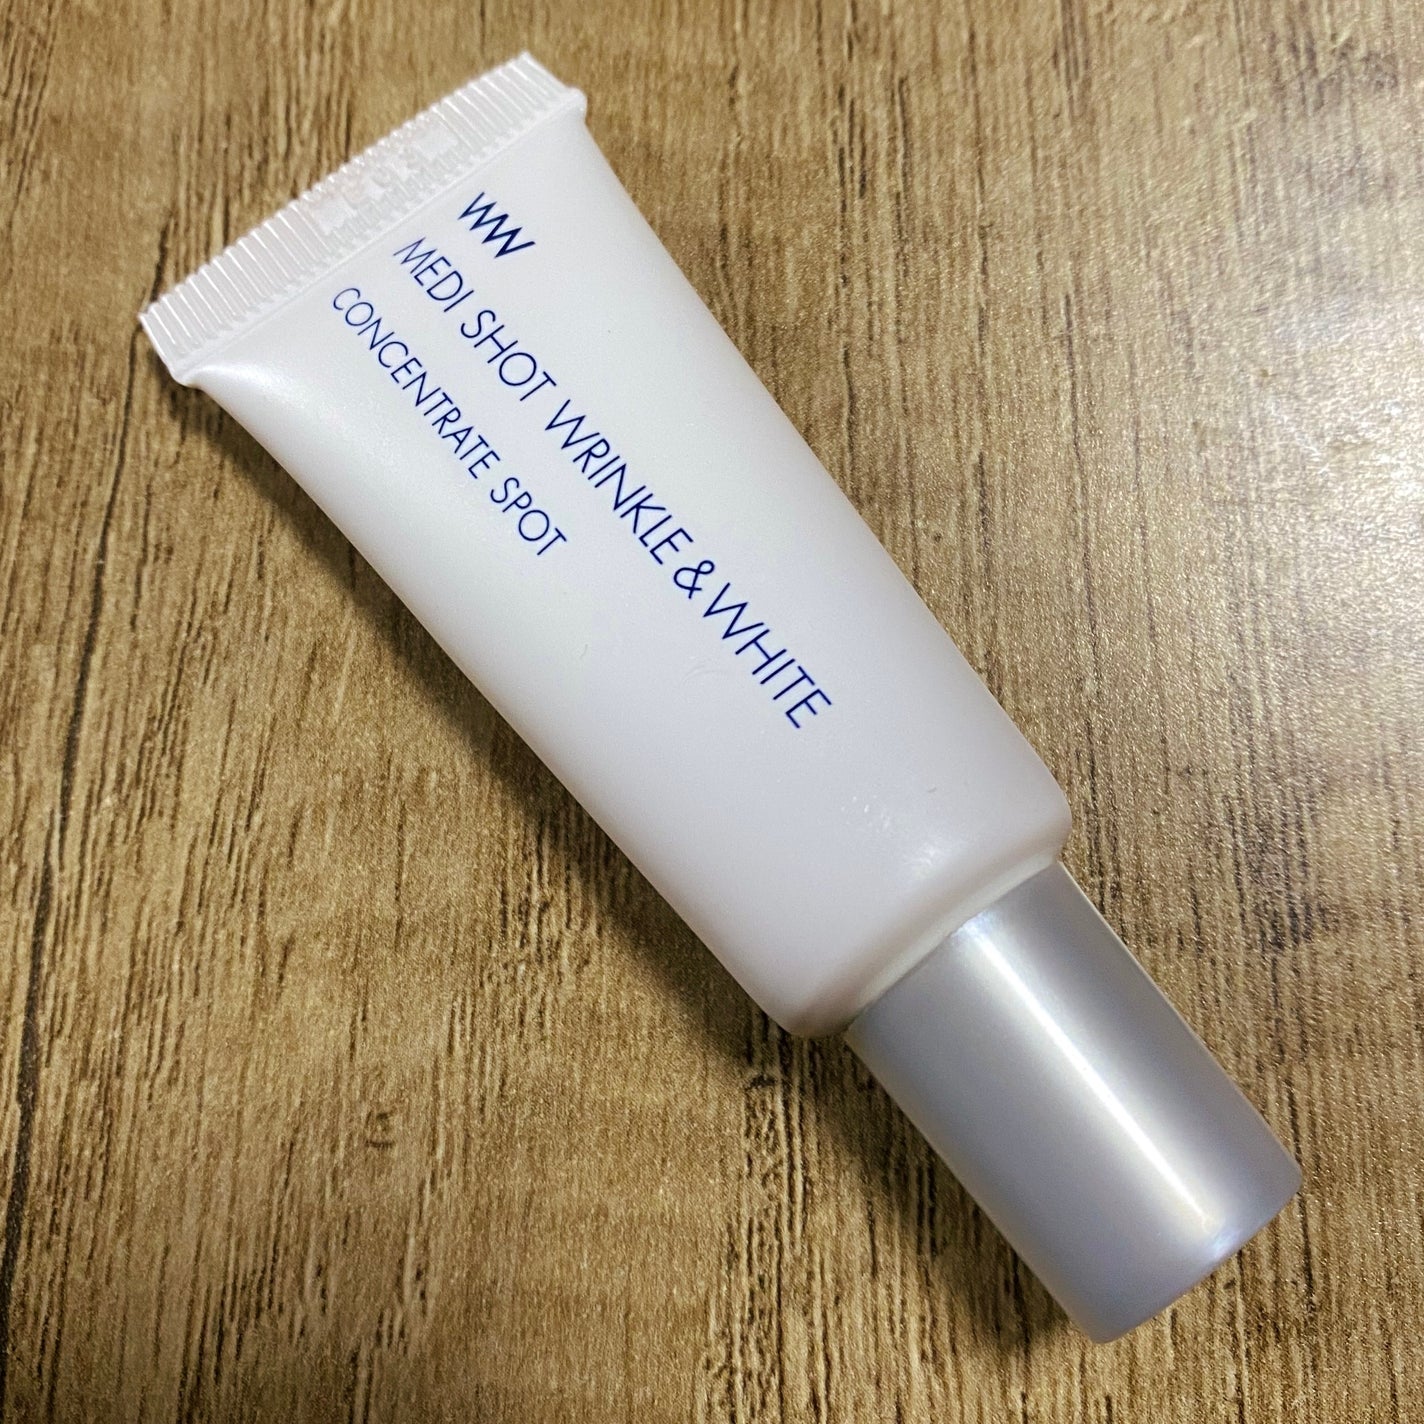 WW
MEDI SHOT WRINKLE & WHITE
CONCENTRATE SPOT